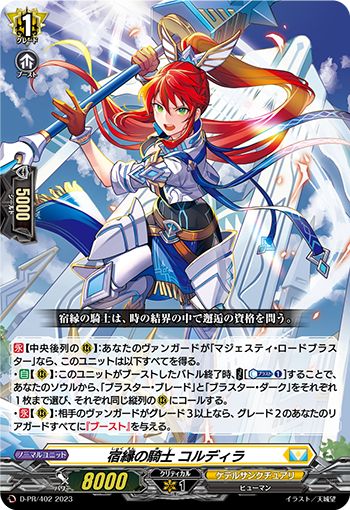 1
グレード
ブースト
5000
シールド
宿縁の騎士は、時の結界の中で邂逅の資格を問う。
永【中央後列の(R)】:あなたのヴァンガードが「マジェスティ・ロードブラスター」なら、このユニットは以下すべてを得る。
・自【(R)】:このユニットがブーストしたバトル終了時、[(R)ブラスト1]することで、あなたのソウルから、「ブラスター・ブレード」と「ブラスター・ダーク」をそれぞれ1枚まで選び、それぞれ同じ縦列の(R)にコールする。
・永【(R)】:相手のヴァンガードがグレード3以上なら、グレード2のあなたのリアガードすべてに『ブースト』を与える。
ノーマルユニット
宿縁の騎士 コルディラ
パワー
8000
クリティカル
1
ケテルサンクチュアリ
ヒューマン
D-PR/402 2023
イラスト/天城望